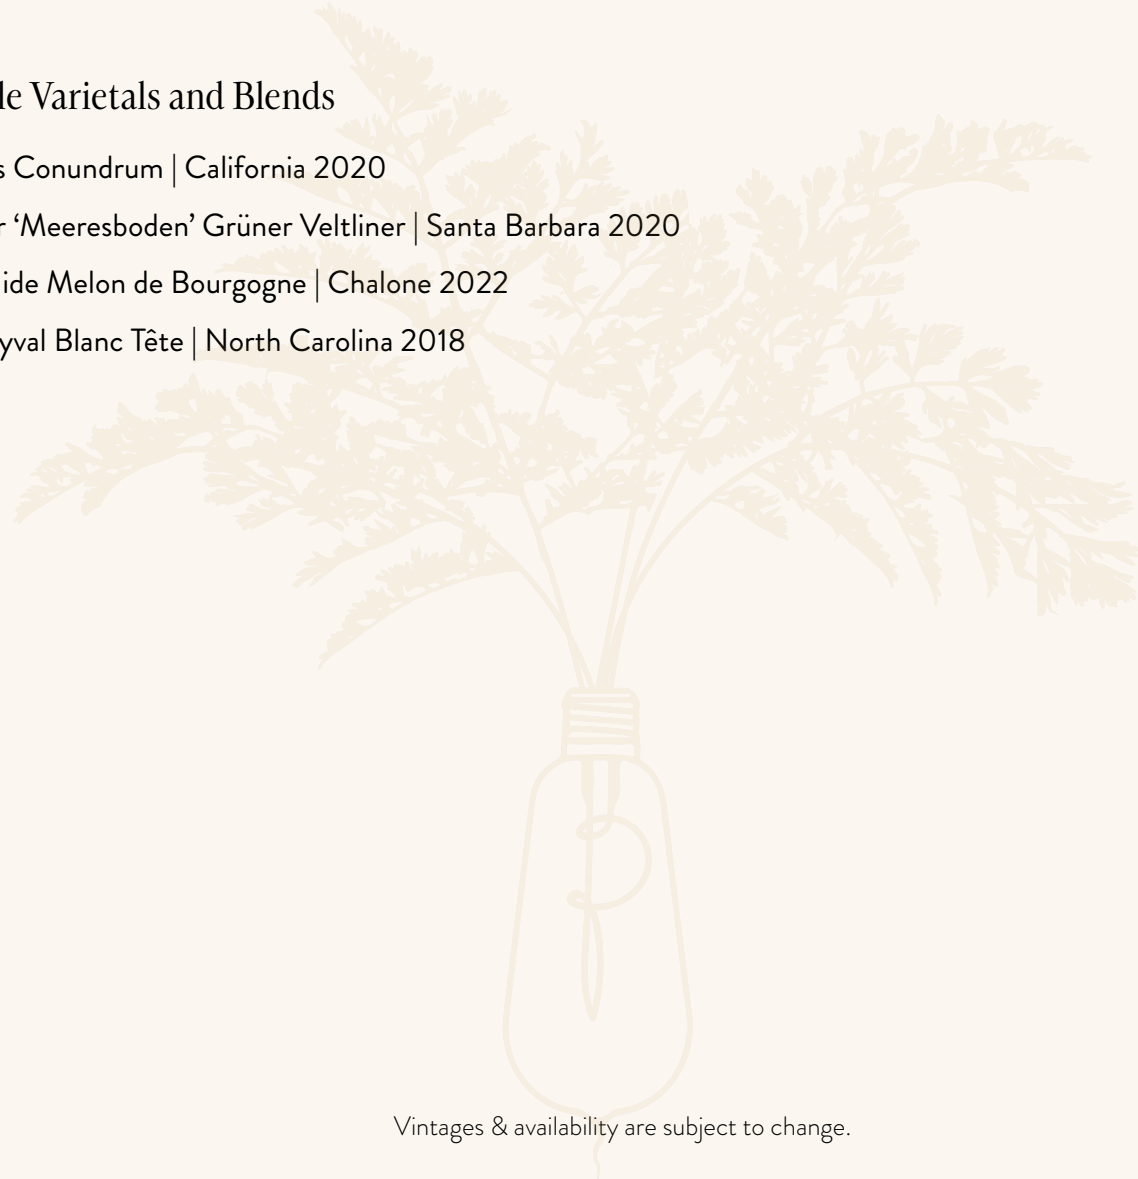 le Varietals and Blends
s Conundrum | California 2020
r ‘Meeresboden’ Grüner Veltliner | Santa Barbara 2020
ide Melon de Bourgogne | Chalone 2022
yval Blanc Tête | North Carolina 2018
Vintages & availability are subject to change.